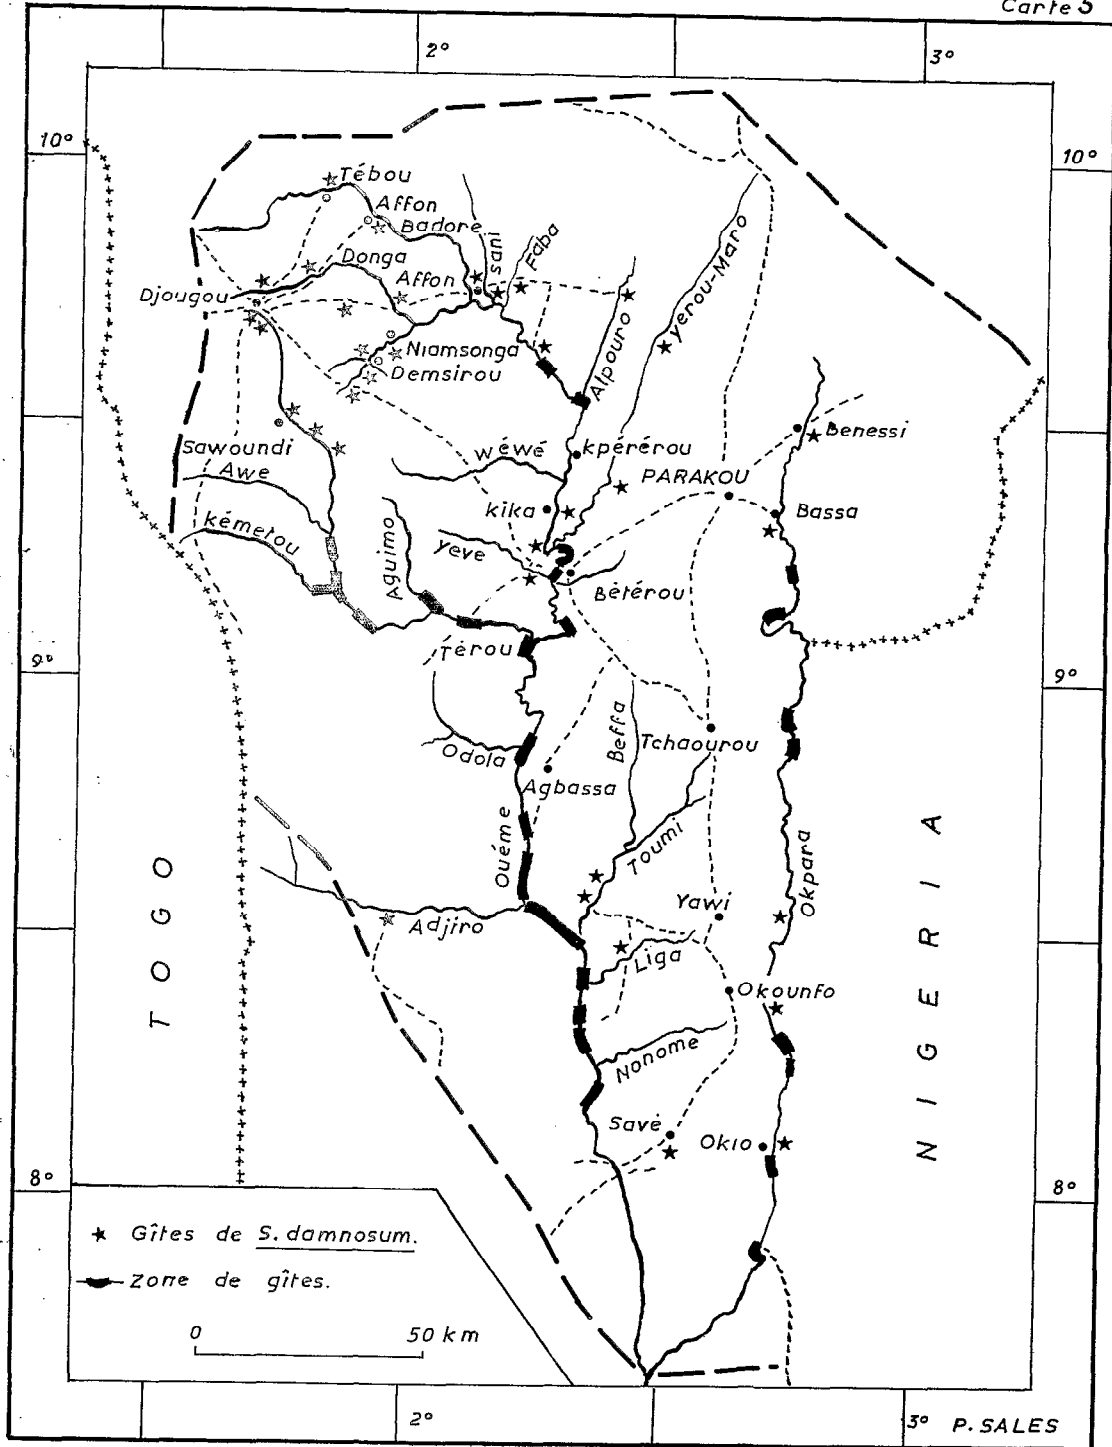 Carte 5
2°
3°
10°
10°
Tébou
Affon
Badore
sani
Faba
yerou-Maro
Donga
Affon
Djougou
Alpouro
Niamsonga
Demsirou
Benessi
Sawoundi
wéwé
kpérérou
PARAKOU
Awe
kika
Bassa
kémetou
Aguimo
yeve
Bétérou
Térou
9°
9°
Beffa
Odola
Tchaourou
Agbassa
Ouémé
Toumi
Okpara
TOGO
NIGERIA
Yawi
Adjiro
Liga
Okounfo
Nonome
Savé
Okio
8°
8°
Gîtes de S. damnosum.
zone de gîtes.
0 50 km
2°
3°
P. SALES